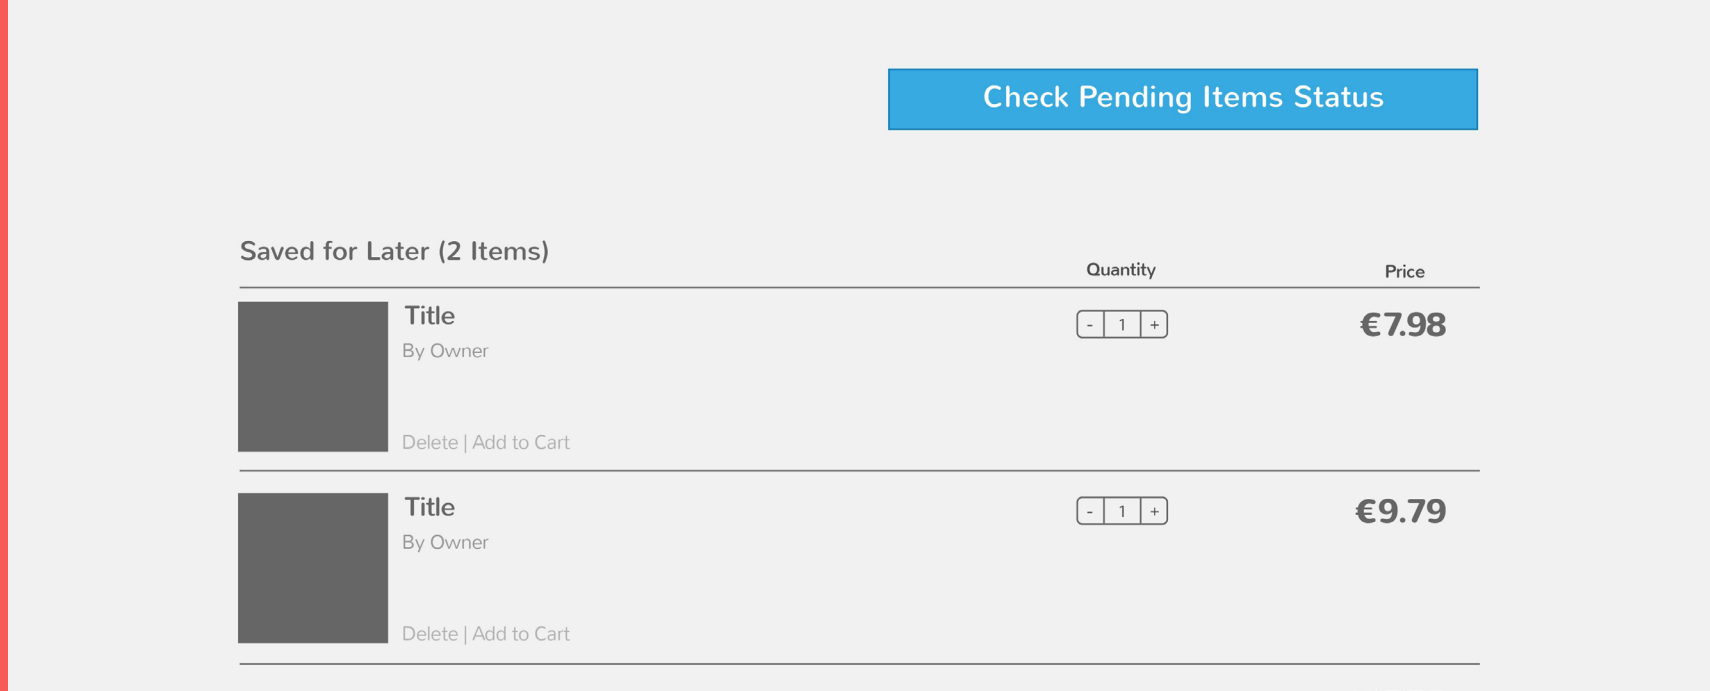 Check Pending Items Status
Saved for Later (2 Items)
Quantity
Price
Title
By Owner
- 1 +
€7.98
Delete | Add to Cart
Title
By Owner
- 1 +
€9.79
Delete | Add to Cart